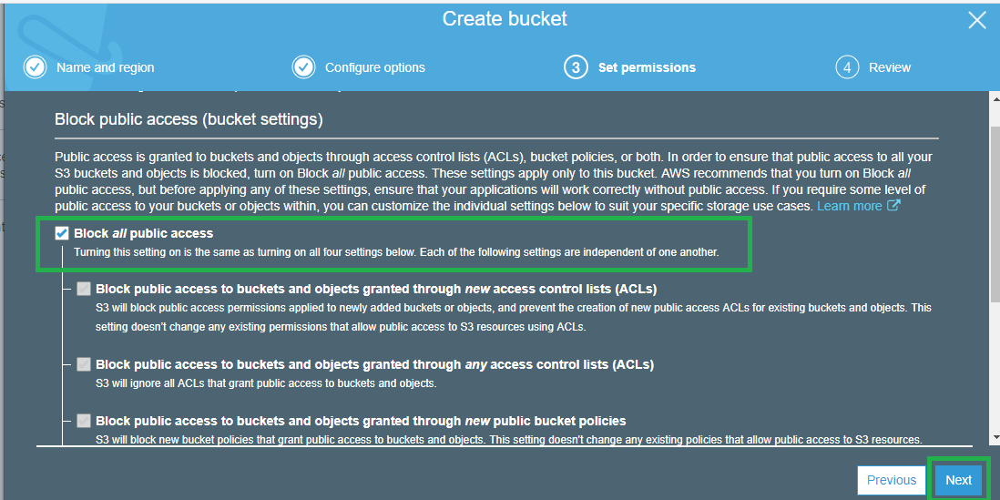 Create bucket
Name and region
Configure options
3 Set permissions
4 Review
Block public access (bucket settings)
Public access is granted to buckets and objects through access control lists (ACLs), bucket policies, or both. In order to ensure that public access to all your
S3 buckets and objects is blocked, turn on Block all public access. These settings apply only to this bucket. AWS recommends that you turn on Block all
public access, but before applying any of these settings, ensure that your applications will work correctly without public access. If you require some level of
public access to your buckets or objects within, you can customize the individual settings below to suit your specific storage use cases. Learn more
Block all public access
Turning this setting on is the same as turning on all four settings below. Each of the following settings are independent of one another.
Block public access to buckets and objects granted through new access control lists (ACLs)
S3 will block public access permissions applied to newly added buckets or objects, and prevent the creation of new public access ACLs for existing buckets and objects. This
setting doesn't change any existing permissions that allow public access to S3 resources using ACLs.
Block public access to buckets and objects granted through any access control lists (ACLs)
S3 will ignore all ACLs that grant public access to buckets and objects.
Block public access to buckets and objects granted through new public bucket policies
S3 will block new bucket policies that grant public access to buckets and objects. This setting doesn't change any existing policies that allow public access to S3 resources.
Previous
Next